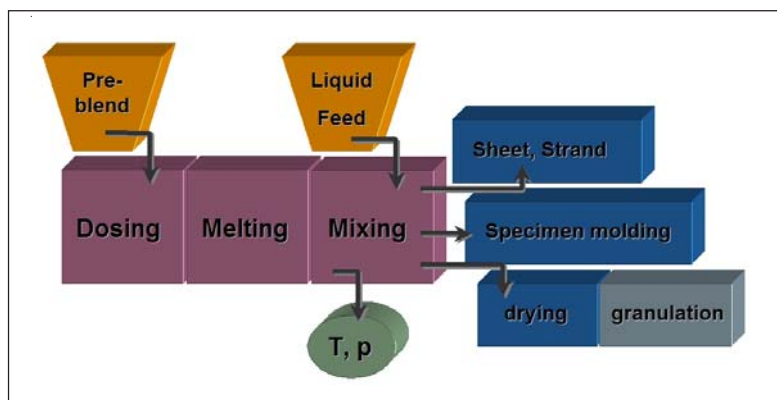 Pre-
blend
Liquid
Feed
Sheet, Strand
Dosing
Melting
Mixing
Specimen molding
T, p
drying
granulation